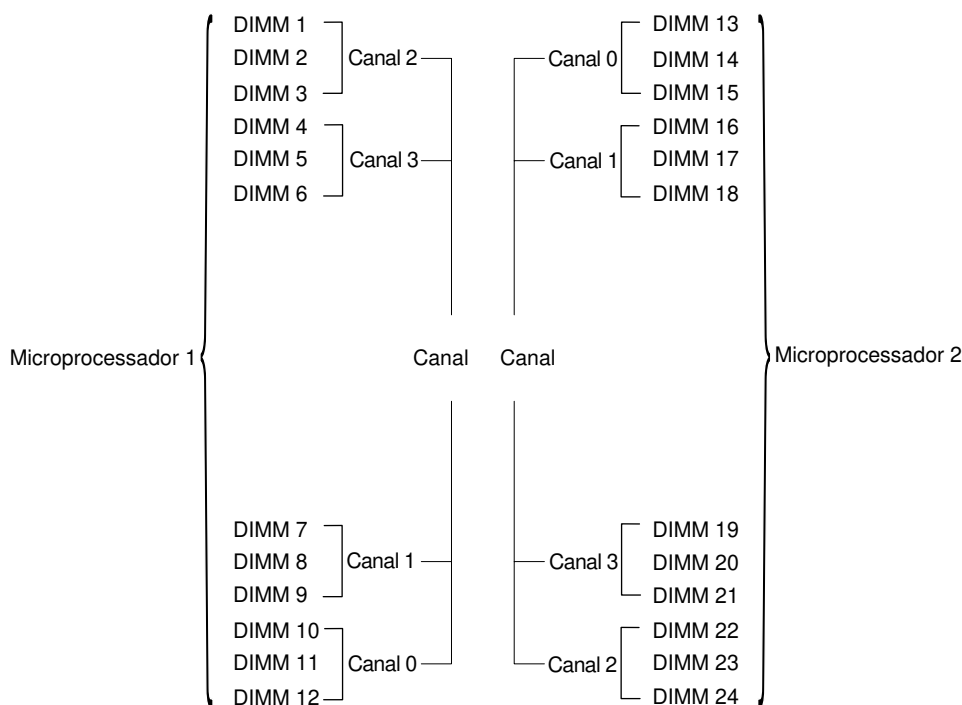 DIMM 1
DIMM 2
DIMM 3
Canal 2
DIMM 4
DIMM 5
DIMM 6
Canal 3
Microprocessador 1
Canal
DIMM 7
DIMM 8
DIMM 9
Canal 1
DIMM 10
DIMM 11
DIMM 12
Canal 0
Canal 0
DIMM 13
DIMM 14
DIMM 15
Canal 1
DIMM 16
DIMM 17
DIMM 18
Canal
Microprocessador 2
Canal 3
DIMM 19
DIMM 20
DIMM 21
Canal 2
DIMM 22
DIMM 23
DIMM 24